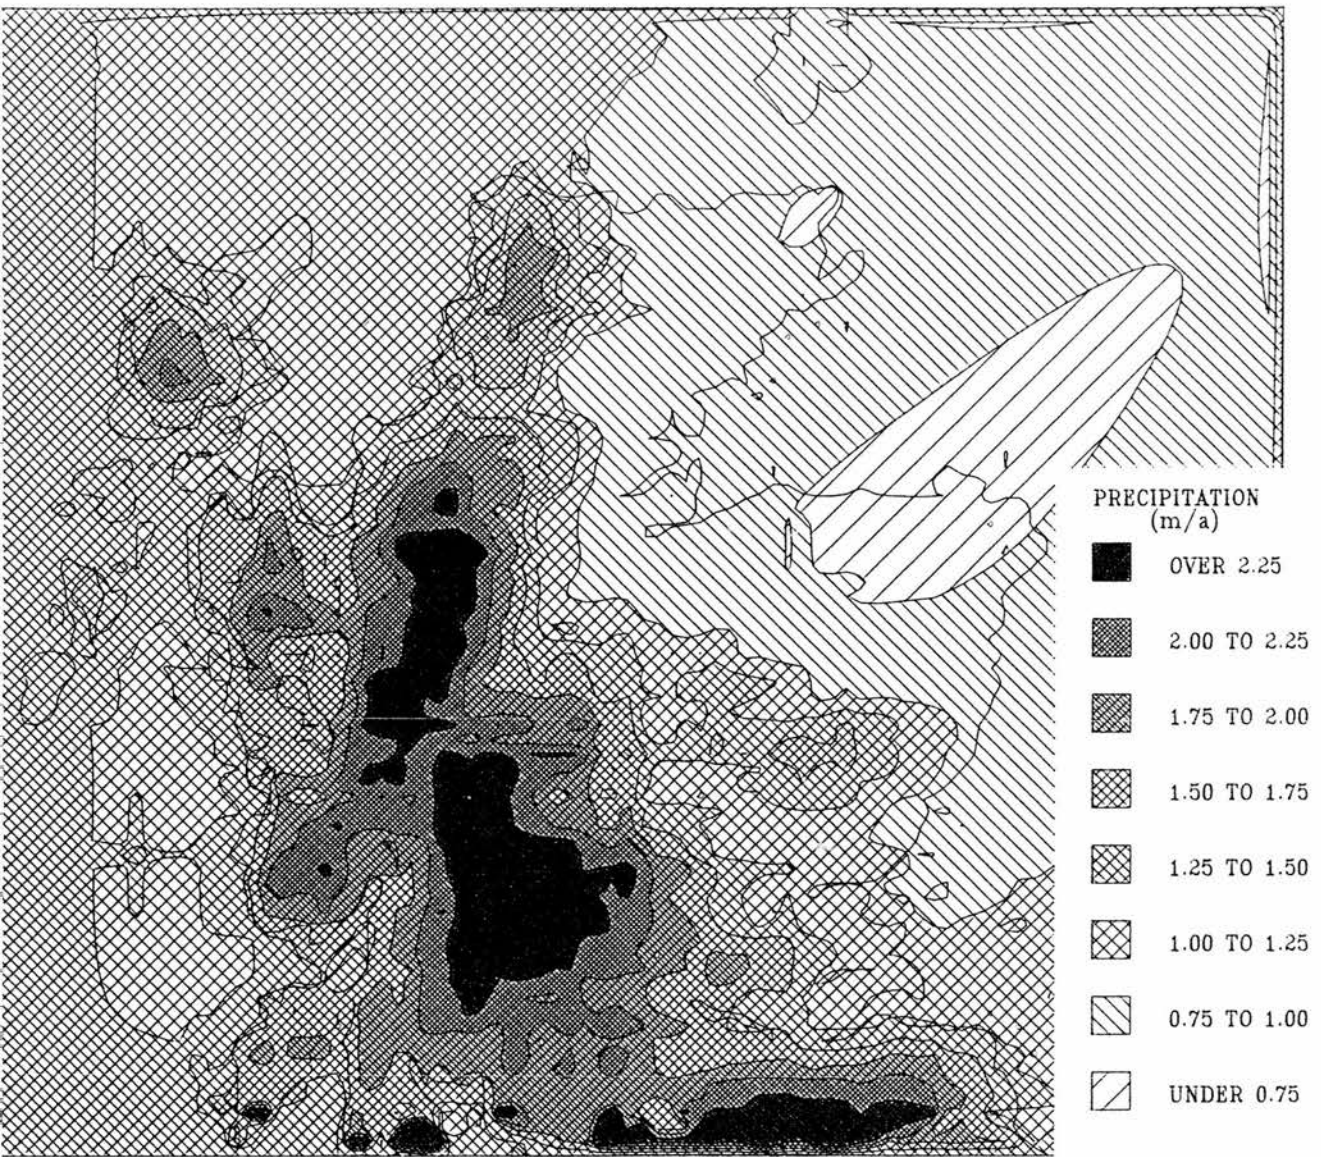 PRECIPITATION
(m/a)
OVER 2.25
2.00 TO 2.25
1.75 TO 2.00
1.50 TO 1.75
1.25 TO 1.50
1.00 TO 1.25
0.75 TO 1.00
UNDER 0.75